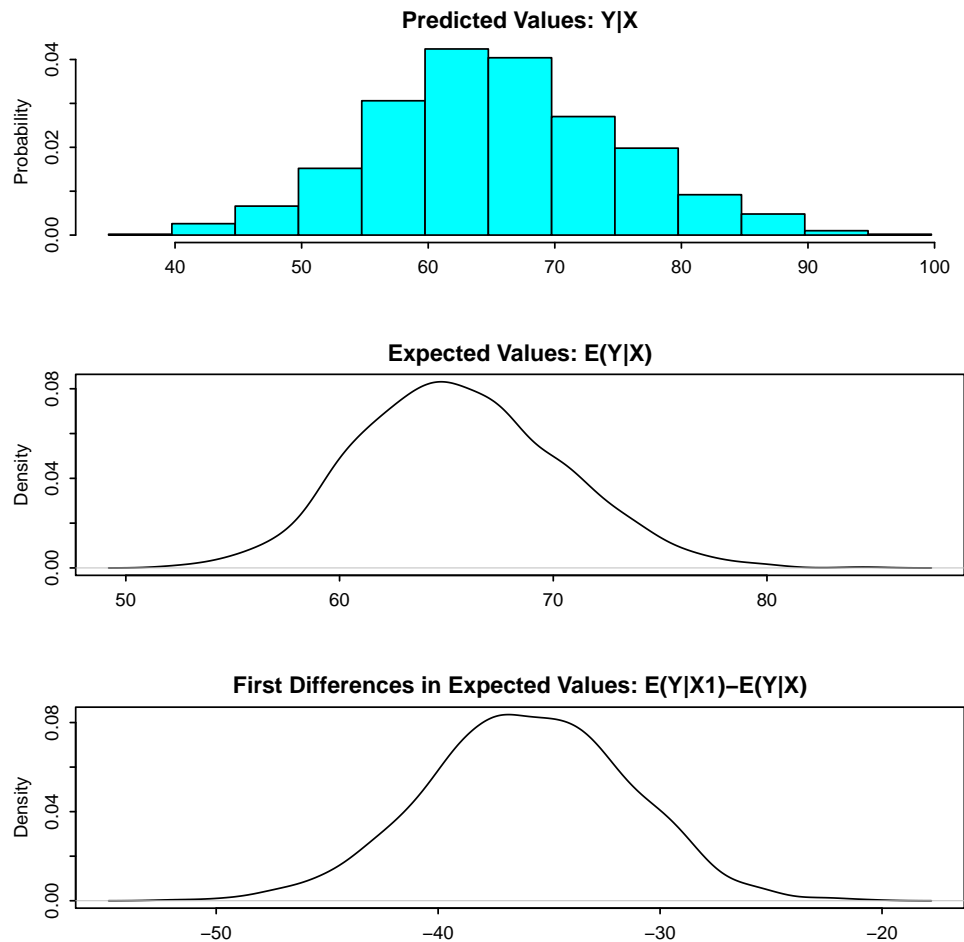 Predicted Values: Y|X
Probability
0.00
0.02
0.04
40 50 60 70 80 90 100
Expected Values: E(Y|X)
Density
0.00
0.04
0.08
50 60 70 80
First Differences in Expected Values: E(Y|X1)−E(Y|X)
Density
0.00
0.04
0.08
−50 −40 −30 −20